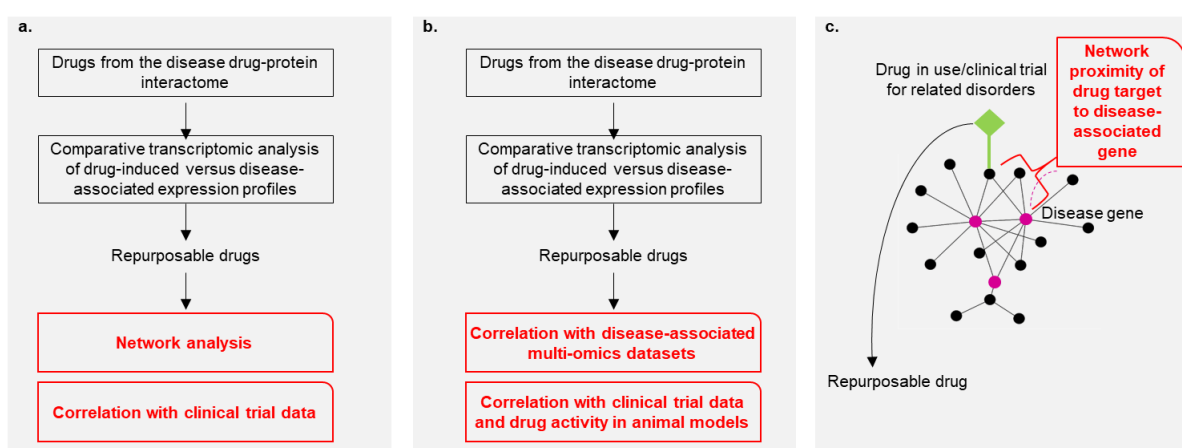 a.
Drugs from the disease drug-protein
interactome
Comparative transcriptomic analysis
of drug-induced versus disease-
associated expression profiles
Repurposable drugs
Network analysis
Correlation with clinical trial data
b.
Drugs from the disease drug-protein
interactome
Comparative transcriptomic analysis
of drug-induced versus disease-
associated expression profiles
Repurposable drugs
Correlation with disease-associated
multi-omics datasets
Correlation with clinical trial data
and drug activity in animal models
c.
Network
proximity of
drug target
to disease-
associated
gene
Drug in use/clinical trial
for related disorders
Disease gene
Repurposable drug